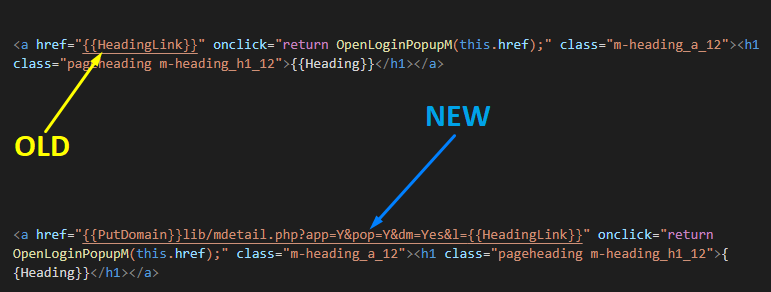 <a href="{{HeadingLink}}" onclick="return OpenLoginPopupM(this.href);" class="m-heading_a_12"><h1
class="pageheading m-heading_h1_12">{{Heading}}</h1></a>
OLD
NEW
<a href="{{PutDomain}}lib/mdetail.php?app=Y&pop=Y&dm=Yes&l={{HeadingLink}}" onclick="return
OpenLoginPopupM(this.href);" class="m-heading_a_12"><h1 class="pageheading m-heading_h1_12">{
{Heading}}</h1></a>